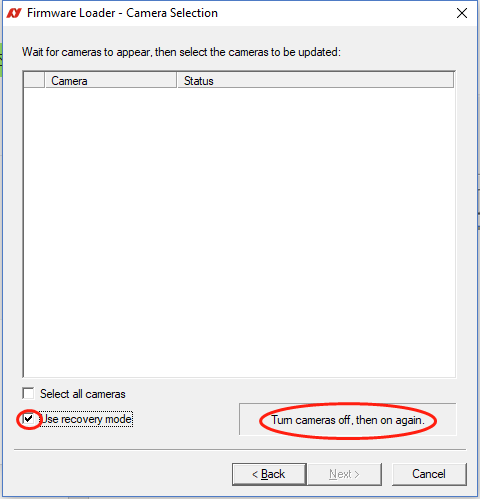 Firmware Loader - Camera Selection
Wait for cameras to appear, then select the cameras to be updated:
Camera Status
Select all cameras
Use recovery mode
Turn cameras off, then on again.
< Back Next > Cancel